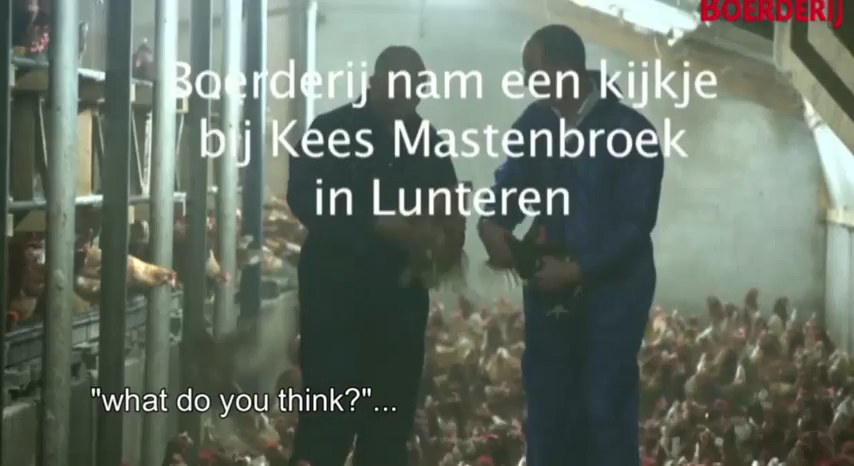 BOERDERIJ
Boerderij nam een kijkje
bij Kees Mastenbroek
in Lunteren
"what do you think?"...